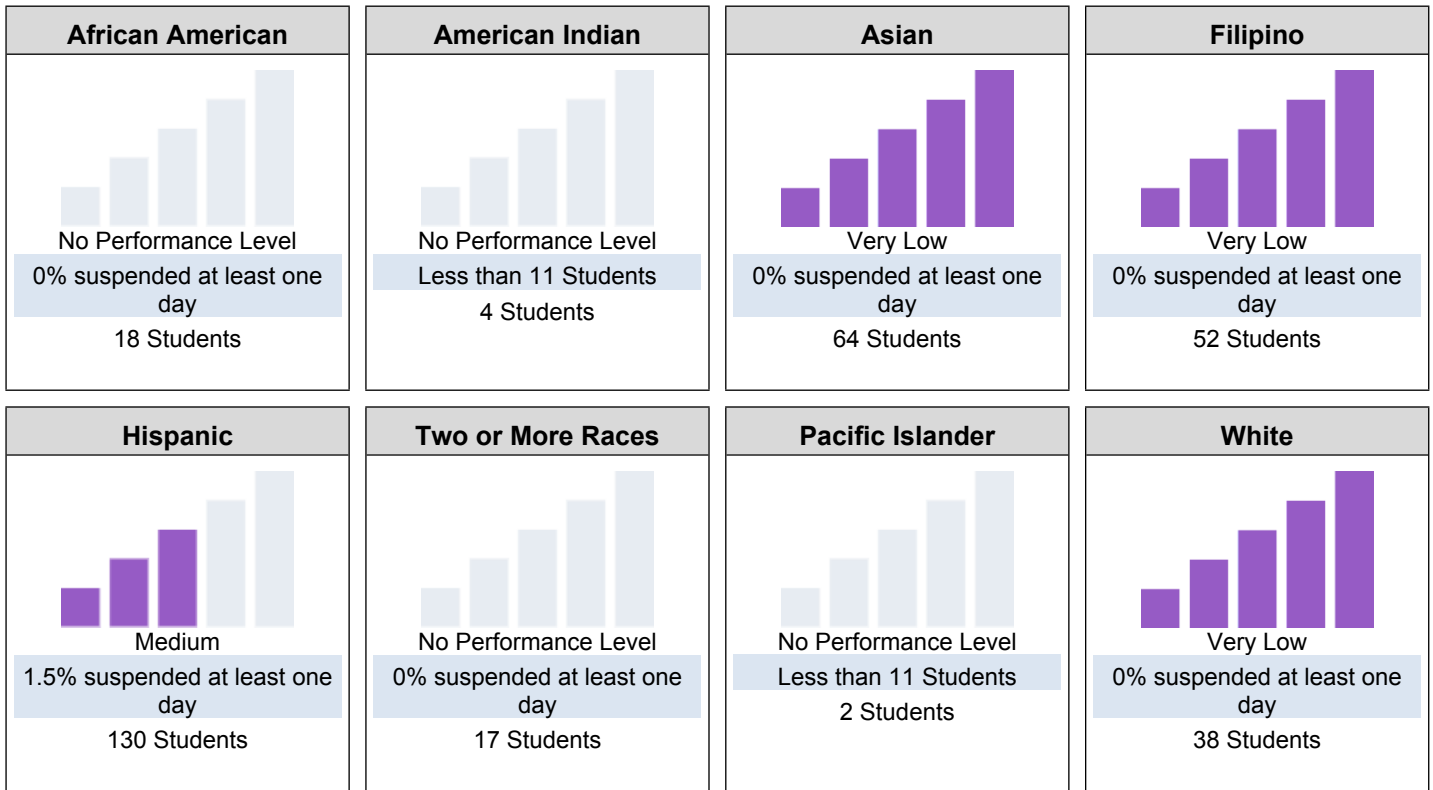 African American
No Performance Level
0% suspended at least one
day
18 Students
American Indian
No Performance Level
Less than 11 Students
4 Students
Asian
Very Low
0% suspended at least one
day
64 Students
Filipino
Very Low
0% suspended at least one
day
52 Students
Hispanic
Medium
1.5% suspended at least one
day
130 Students
Two or More Races
No Performance Level
0% suspended at least one
day
17 Students
Pacific Islander
No Performance Level
Less than 11 Students
2 Students
White
Very Low
0% suspended at least one
day
38 Students